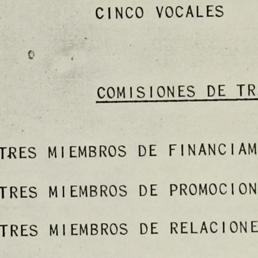 CINCO VOCALES
COMISIONES DE TR
TRES MIEMBROS DE FINANCIAM
TRES MIEMBROS DE PROMOCION
TRES MIEMBROS DE RELACIONE